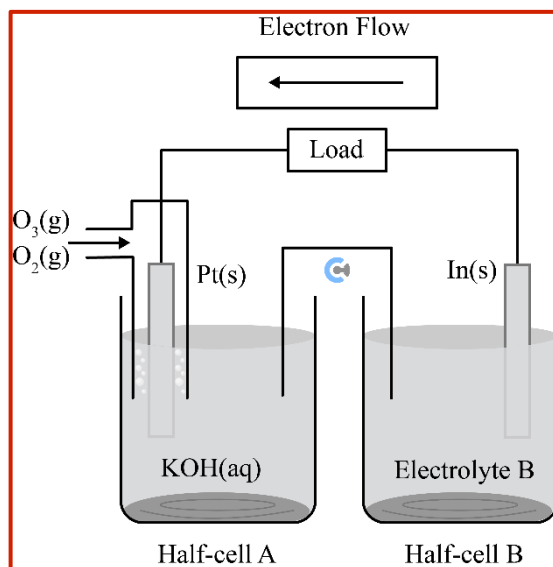 Electron Flow
Load
O₃(g)
O₂(g)
Pt(s)
In(s)
KOH(aq)
Electrolyte B
Half-cell A
Half-cell B